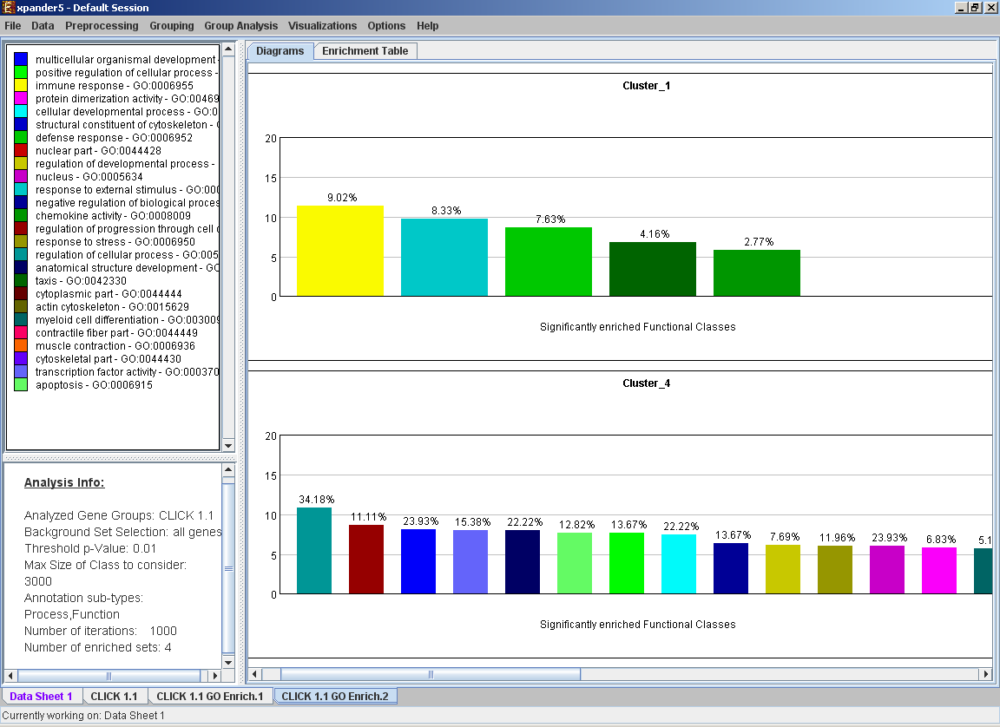 xpander5 - Default Session
File Data Preprocessing Grouping Group Analysis Visualizations Options Help
multicellular organismal development -
positive regulation of cellular process -
immune response - GO:0006955
protein dimerization activity - GO:00469
cellular developmental process - GO:0
structural constituent of cytoskeleton -
defense response - GO:0006952
nuclear part - GO:0044428
regulation of developmental process -
nucleus - GO:0005634
response to external stimulus - GO:000
negative regulation of biological proces
chemokine activity - GO:0008009
regulation of progression through cell
response to stress - GO:0006950
regulation of cellular process - GO:005
anatomical structure development - GO
taxis - GO:0042330
cytoplasmic part - GO:0044444
actin cytoskeleton - GO:0015629
myeloid cell differentiation - GO:003009
contractile fiber part - GO:0044449
muscle contraction - GO:0006936
cytoskeletal part - GO:0044430
transcription factor activity - GO:000370
apoptosis - GO:0006915
Analysis Info:
Analyzed Gene Groups: CLICK 1.1
Background Set Selection: all genes
Threshold p-Value: 0.01
Max Size of Class to consider:
3000
Annotation sub-types:
Process,Function
Number of iterations: 1000
Number of enriched sets: 4
Diagrams Enrichment Table
Cluster_1
20
15
10
5
0
9.02% 8.33% 7.63% 4.16% 2.77%
Significantly enriched Functional Classes
Cluster_4
20
15
10
5
0
34.18% 11.11% 23.93% 15.38% 22.22% 12.82% 13.67% 22.22% 13.67% 7.69% 11.96% 23.93% 6.83% 5.1
Significantly enriched Functional Classes
Data Sheet 1 CLICK 1.1 CLICK 1.1 GO Enrich.1 CLICK 1.1 GO Enrich.2
Currently working on: Data Sheet 1